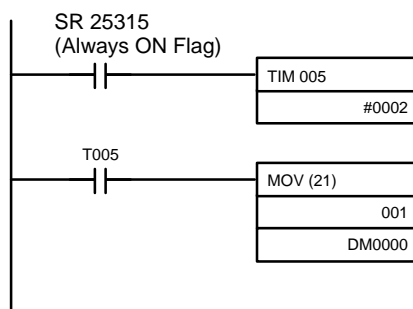 SR 25315
(Always ON Flag)
TIM 005
#0002
T005
MOV (21)
001
DM0000